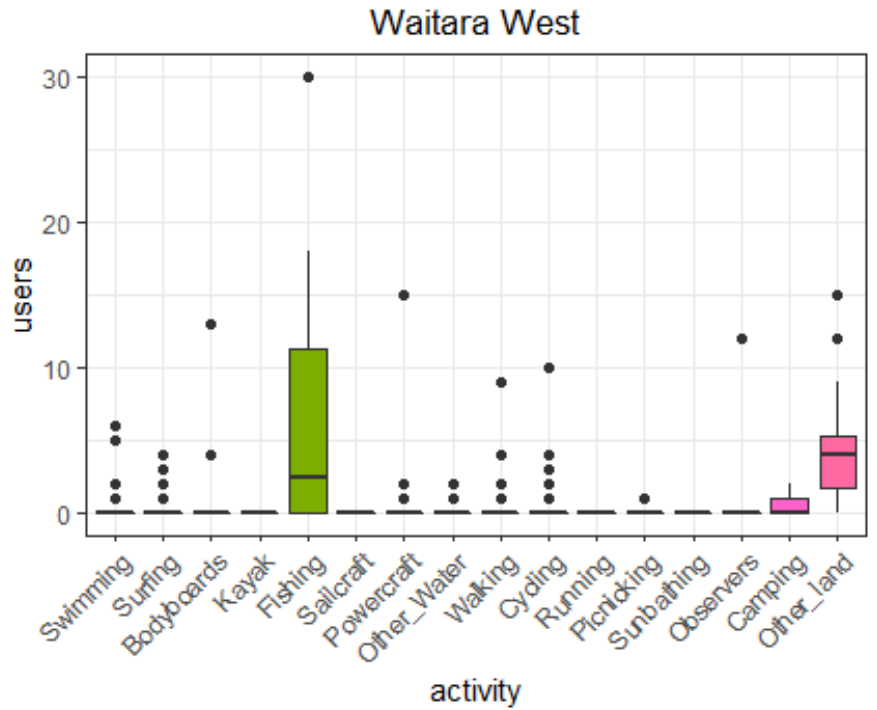 Waitara West
30
20
10
0
users
Swimming
Surfing
Bodyboards
Kayak
Fishing
Sailcraft
Powercraft
Other_Water
Walking
Cycling
Running
Picnicking
Sunbathing
Observers
Camping
Other_land
activity